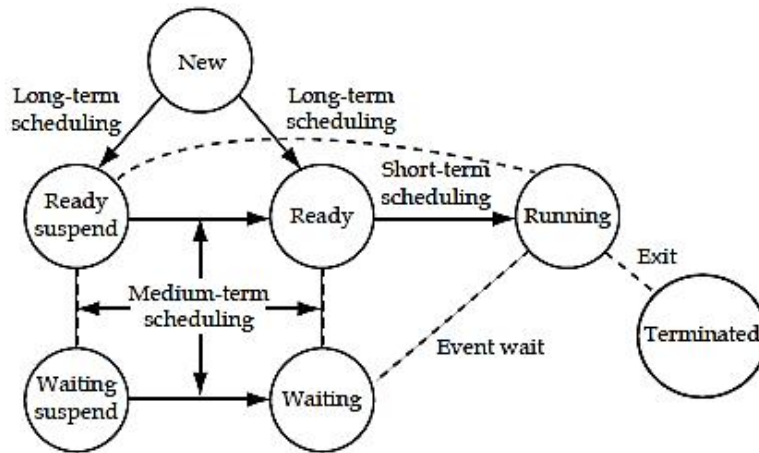 New
Long-term
scheduling
Long-term
scheduling
Ready
suspend
Ready
Short-term
scheduling
Running
Exit
Medium-term
scheduling
Terminated
Event wait
Waiting
suspend
Waiting